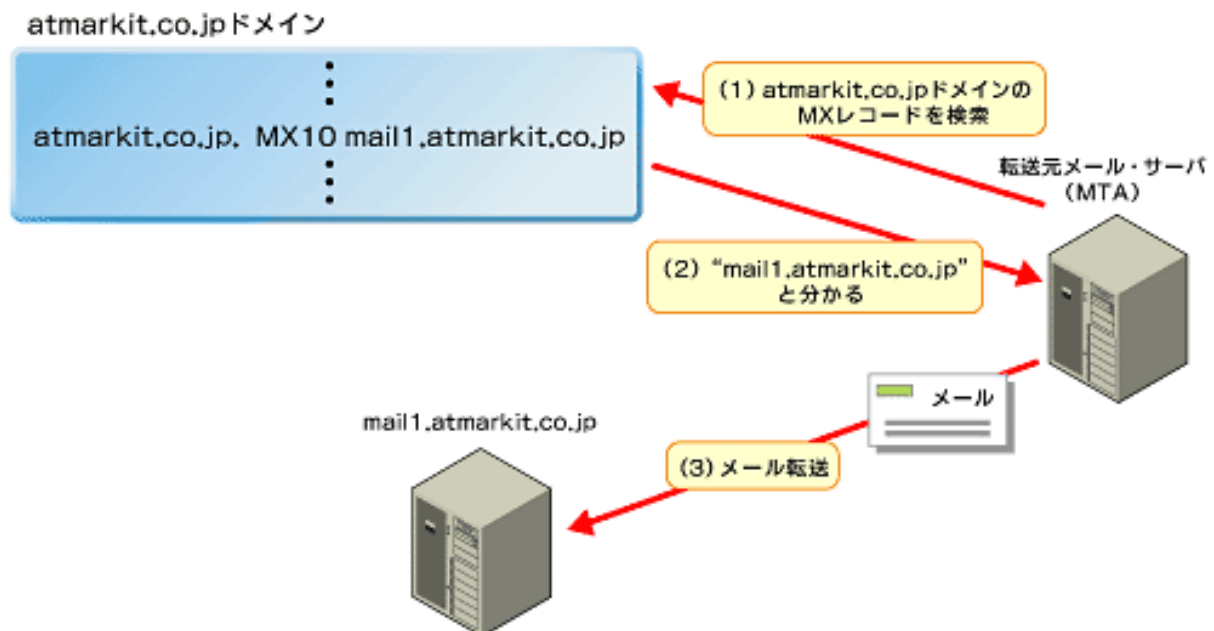 atmarkit.co.jpドメイン
atmarkit.co.jp. MX10 mail1.atmarkit.co.jp
(1) atmarkit.co.jpドメインの
MXレコードを検索
転送元メール・サーバ
(MTA)
(2) “mail1.atmarkit.co.jp”
と分かる
メール
mail1.atmarkit.co.jp
(3) メール転送